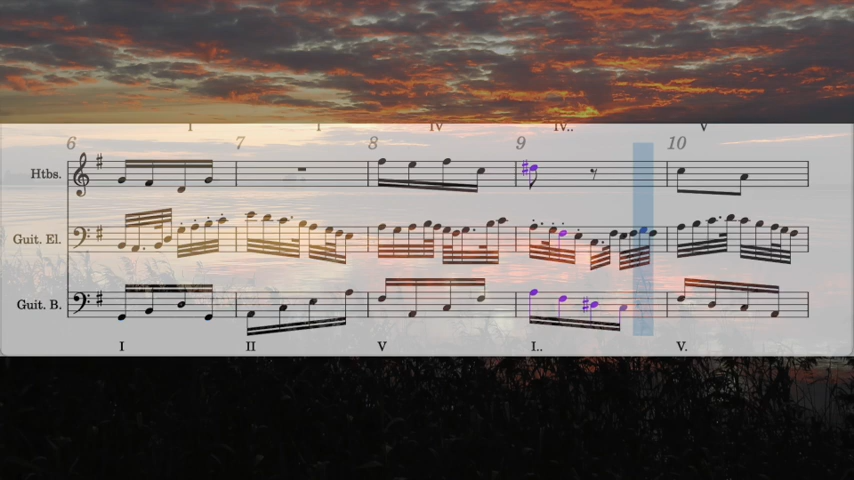 I I IV IV.. V
6 7 8 9 10
Htbs.
Guit. El.
Guit. B.
I II V I.. V.